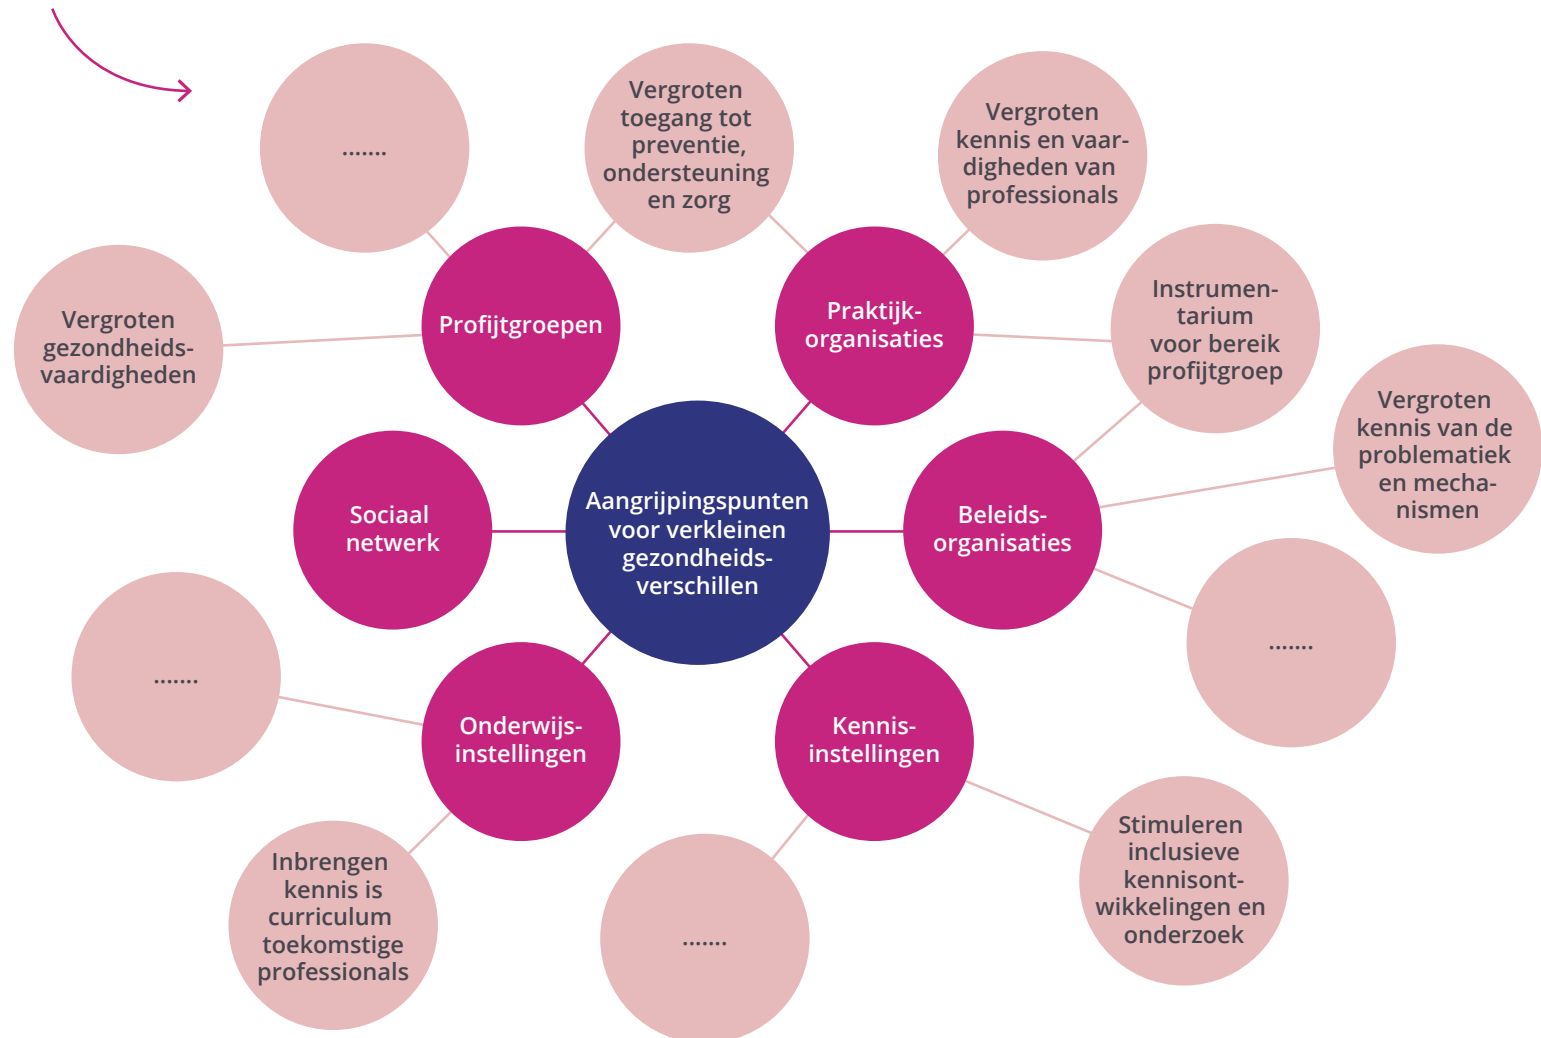 .......
Vergroten
toegang tot
preventie,
ondersteuning
en zorg
Vergroten
kennis en vaar-
digheden van
professionals
Vergroten
gezondheids-
vaardigheden
Profijtgroepen
Praktijk-
organisaties
Instrumen-
tarium
voor bereik
profijtgroep
Vergroten
kennis van de
problematiek
en mecha-
nismen
Sociaal
netwerk
Aangrijpingspunten
voor verkleinen
gezondheids-
verschillen
Beleids-
organisaties
.......
.......
Onderwijs-
instellingen
Kennis-
instellingen
Inbrengen
kennis is
curriculum
toekomstige
professionals
.......
Stimuleren
inclusieve
kennisont-
wikkelingen en
onderzoek